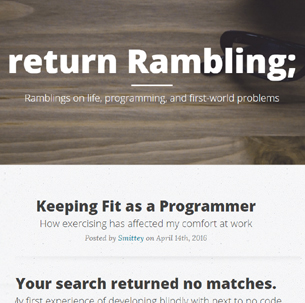 return Rambling;
Ramblings on life, programming, and first-world problems
Keeping Fit as a Programmer
How exercising has affected my comfort at work
Posted by Smittey on April 14th, 2016
Your search returned no matches.
My first experience of developing blindly with next to no code